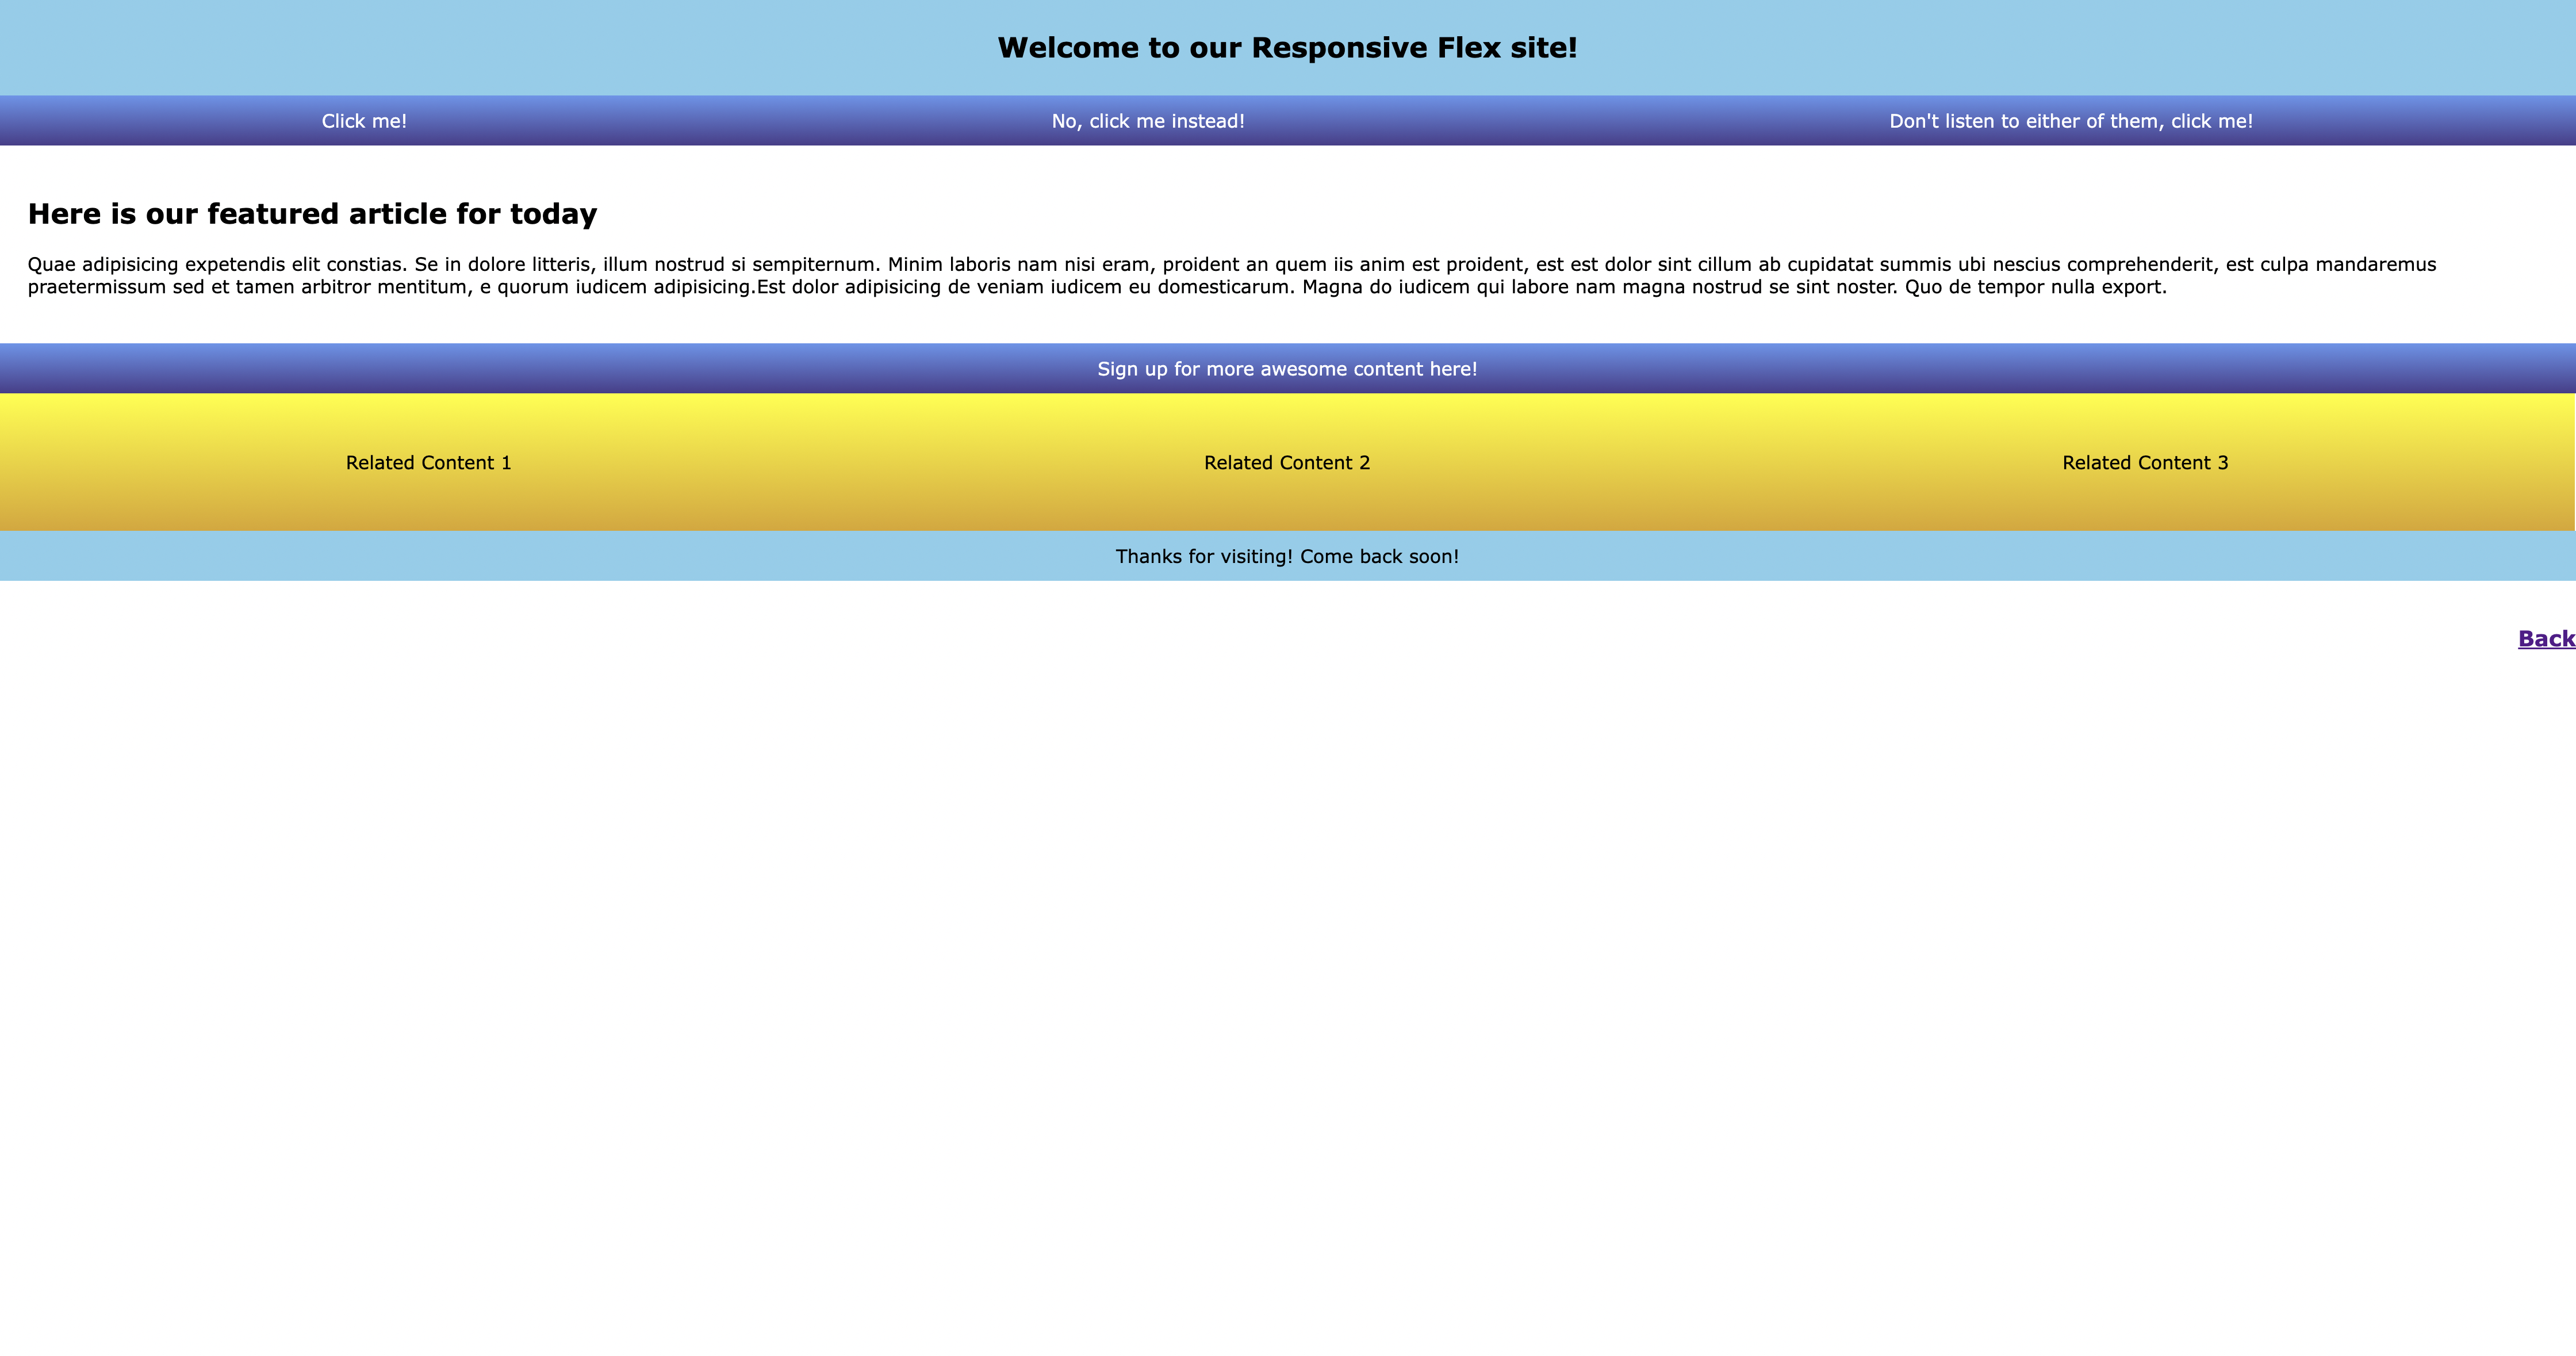 Welcome to our Responsive Flex site!
Click me!
No, click me instead!
Don't listen to either of them, click me!
Here is our featured article for today
Quae adipisicing expetendis elit constias. Se in dolore litteris, illum nostrud si sempiternum. Minim laboris nam nisi eram, proident an quem iis anim est proident, est est dolor sint cillum ab cupidatat summis ubi nescius comprehenderit, est culpa mandaremus
praetermissum sed et tamen arbitror mentitum, e quorum iudicem adipisicing.Est dolor adipisicing de veniam iudicem eu domesticarum. Magna do iudicem qui labore nam magna nostrud se sint noster. Quo de tempor nulla export.
Sign up for more awesome content here!
Related Content 1
Related Content 2
Related Content 3
Thanks for visiting! Come back soon!
Back